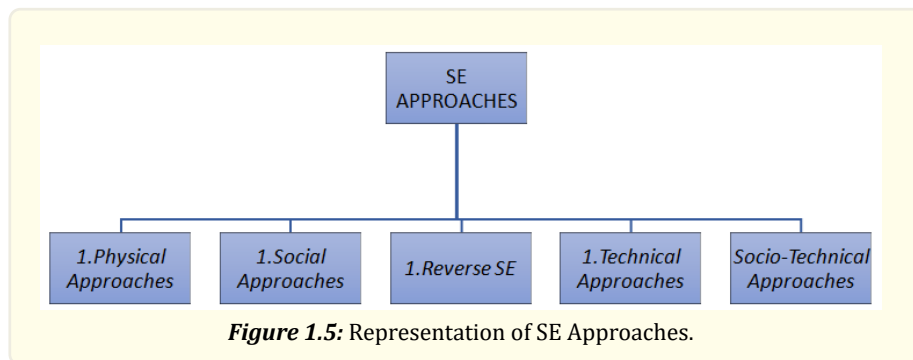 SE
APPROACHES
1.Physical
Approaches
1.Social
Approaches
1.Reverse SE
1.Technical
Approaches
Socio-Technical
Approaches
Figure 1.5: Representation of SE Approaches.